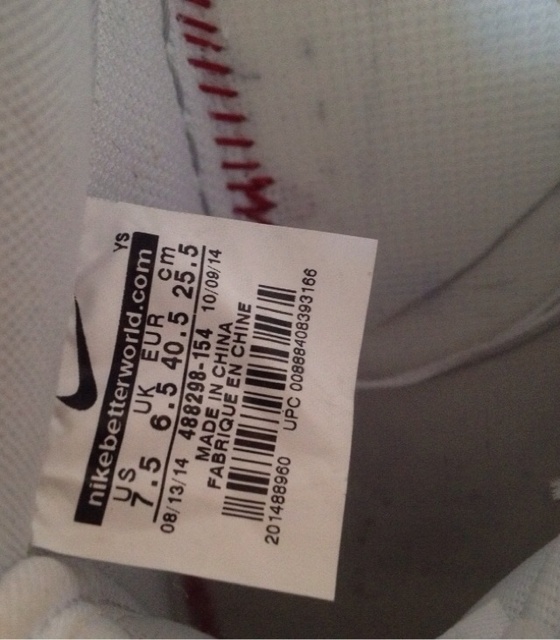 YS
nikebetterworld.com
US UK EUR cm
7.5 6.5 40.5 25.5
08/13/14 488298-154 10/09/14
MADE IN CHINA
FABRIQUE EN CHINE
201488960 UPC 00888408393166